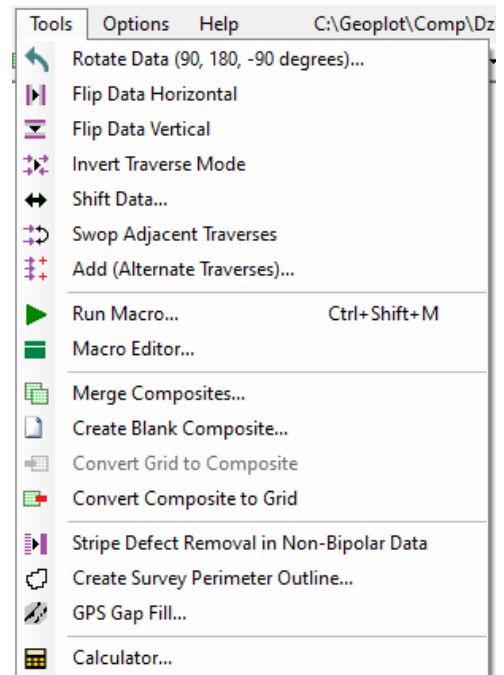 Tools Options Help C:\Geoplot\Comp\Dz
Rotate Data (90, 180, -90 degrees)...
Flip Data Horizontal
Flip Data Vertical
Invert Traverse Mode
Shift Data...
Swop Adjacent Traverses
Add (Alternate Traverses)...
Run Macro... Ctrl+Shift+M
Macro Editor...
Merge Composites...
Create Blank Composite...
Convert Grid to Composite
Convert Composite to Grid
Stripe Defect Removal in Non-Bipolar Data
Create Survey Perimeter Outline...
GPS Gap Fill...
Calculator...